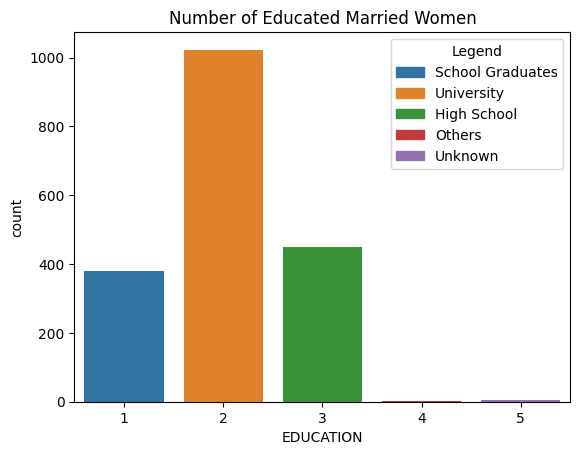 Number of Educated Married Women
Legend
School Graduates
University
High School
Others
Unknown
1000
800
600
400
200
0
count
1 2 3 4 5
EDUCATION